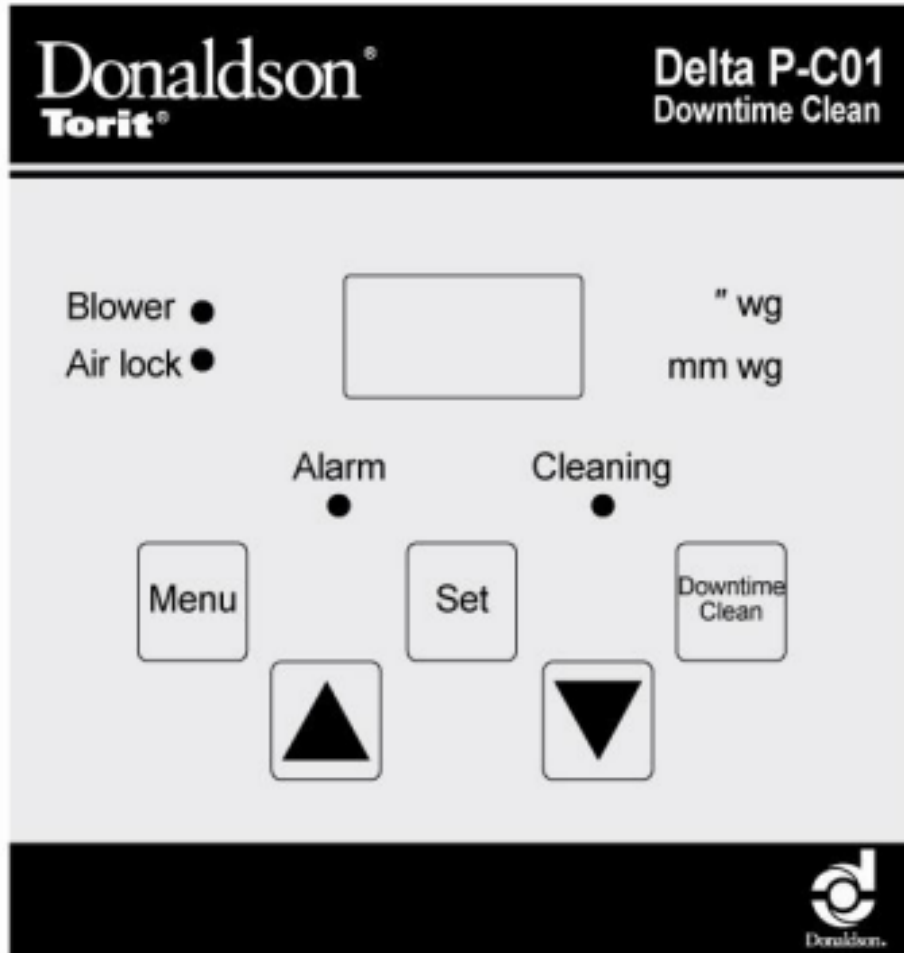 Donaldson®
Torit®
Delta P-C01
Downtime Clean
Blower
Air lock
" wg
mm wg
Alarm
Cleaning
Menu
Set
Downtime
Clean
Donaldson.